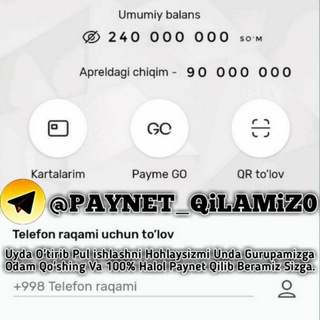 Umumiy balans
240 000 000 SO'M
Apreldagi chiqim - 90 000 000
GO
Kartalarim Payme GO QR to'lov
@PAYNET_QiLAMiZ0
Telefon raqami uchun to'lov
Uyda O'tirib Pul ishlashni Hohlaysizmi Unda Gurupamizga
Odam Qo'shing Va 100% Halol Paynet Qilib Beramiz Sizga.
+998 Telefon raqami